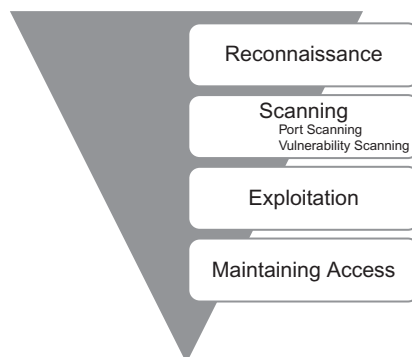 Reconnaissance
Scanning
Port Scanning
Vulnerability Scanning
Exploitation
Maintaining Access